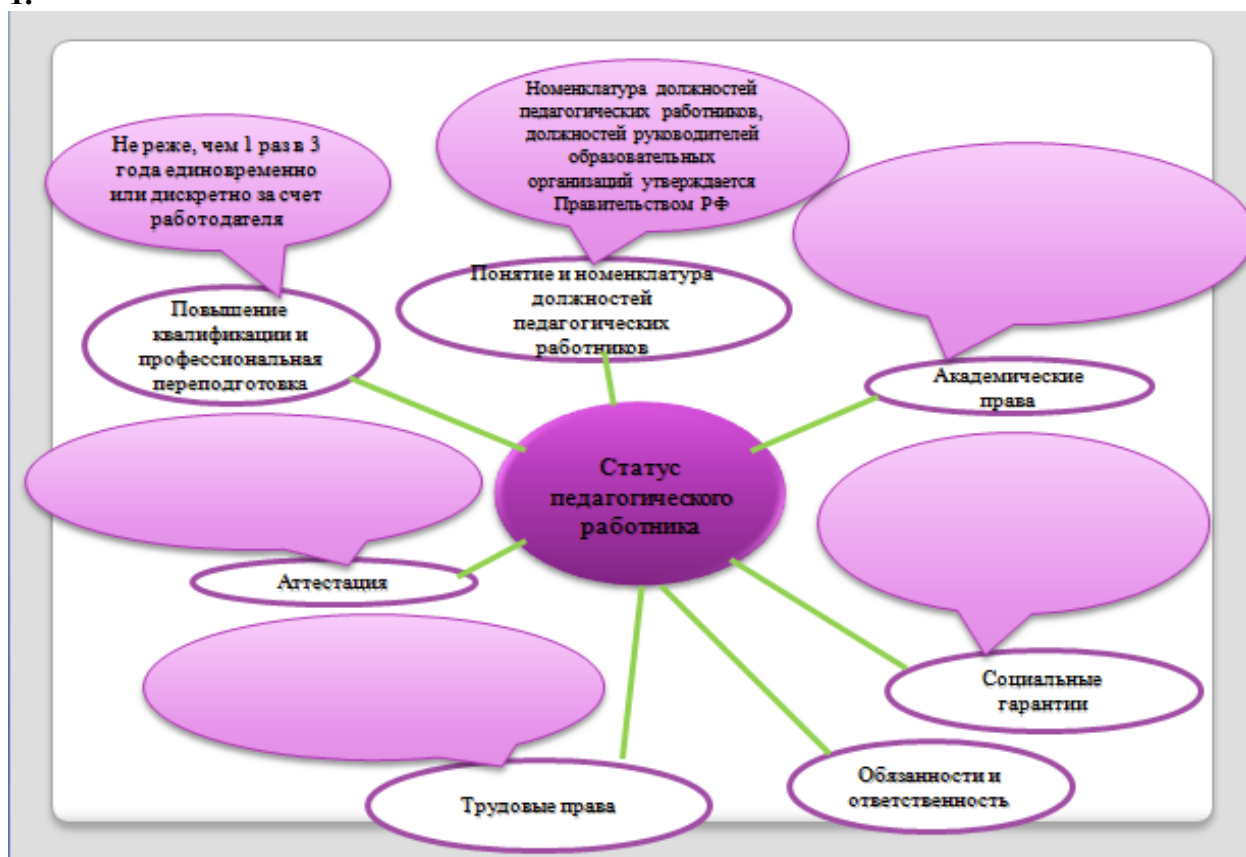 1.
Номенклатура должностей
педагогических работников,
должностей руководителей
образовательных
организаций утверждается
Правительством РФ
Не реже, чем 1 раз в 3
года единовременно
или дискретно за счет
работодателя
Понятие и номенклатура
должностей
педагогических
работников
Повышение
квалификации и
профессиональная
переподготовка
Академические
права
Статус
педагогического
работника
Аттестация
Социальные
гарантии
Обязанности и
ответственность
Трудовые права